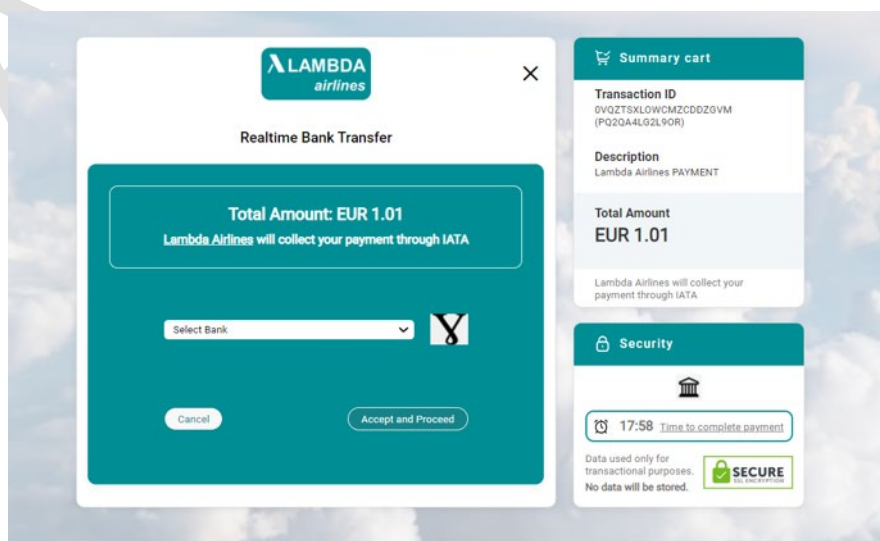 LAMBDA
airlines
Realtime Bank Transfer
Total Amount: EUR 1.01
Lambda Airlines will collect your payment through IATA
Select Bank
Cancel
Accept and Proceed
Summary cart
Transaction ID
0VQZTSXLOWCMZCDDZGVM
(PQ2QA4LG2L9OR)
Description
Lambda Airlines PAYMENT
Total Amount
EUR 1.01
Lambda Airlines will collect your
payment through IATA
Security
17:58 Time to complete payment
Data used only for
transactional purposes.
No data will be stored.
SECURE
SSL ENCRYPTION